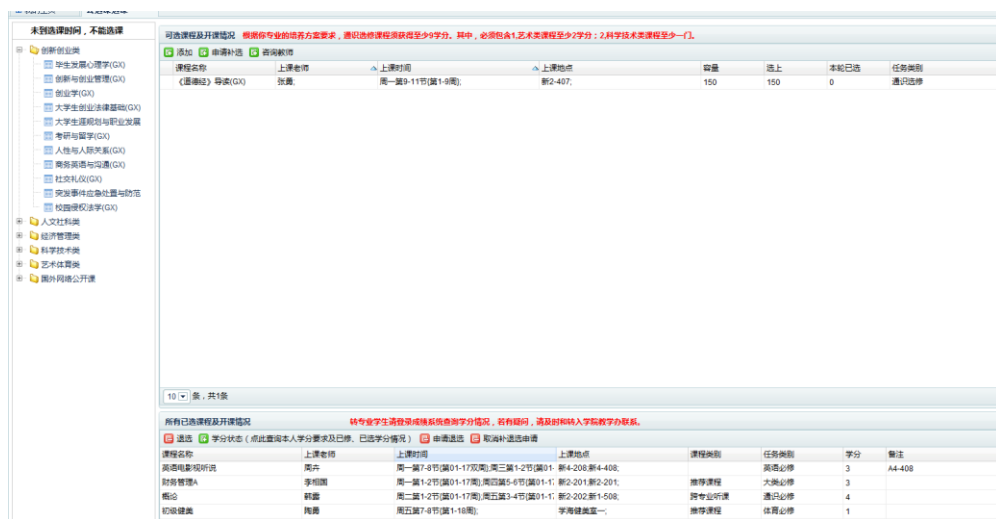 公选课选课
未到选课时间，不能选课
创新创业类
毕生发展心理学(GX)
创新与创业管理(GX)
创业学(GX)
大学生创业法律基础(GX)
大学生涯规划与职业发展
考研与留学(GX)
人性与人际关系(GX)
商务英语与沟通(GX)
社交礼仪(GX)
突发事件应急处置与防范
校园侵权法学(GX)
人文社科类
经济管理类
科学技术类
艺术体育类
国外网络公开课
可选课程及开课情况 根据你专业的培养方案要求，通识选修课程须获得至少9学分。其中，必须包含1,艺术类课程至少2学分；2,科学技术类课程至少一门。
添加 申请补选 咨询教师
课程名称 上课老师 上课时间 上课地点 容量 选上 本轮已选 任务类别
《道德经》导读(GX) 张勇; 周一第9-11节(第1-9周); 新2-407; 150 150 0 通识选修
10 条，共1条
所有已选课程及开课情况 转专业学生请登录成绩系统查询学分情况，若有疑问，请及时和转入学院教学办联系。
退选 学分状态（点此查询本人学分要求及已修、已选学分情况） 申请退选 取消补退选申请
课程名称 上课老师 上课时间 上课地点 课程类别 任务类别 学分 备注
英语电影视听说 周卉 周一第7-8节(第01-17双周);周三第1-2节(第01- 新4-208;新4-408; 英语必修 3 A4-408
财务管理A 李相国 周一第1-2节(第01-17周);周四第5-6节(第01-1 新2-201;新2-201; 推荐课程 大类必修 3
概论 韩露 周二第1-2节(第01-17周);周五第3-4节(第01-1 新2-202;新1-508; 跨专业听课 通识必修 4
初级健美 陶勇 周五第7-8节(第1-18周); 学海健美室一; 推荐课程 体育必修 1